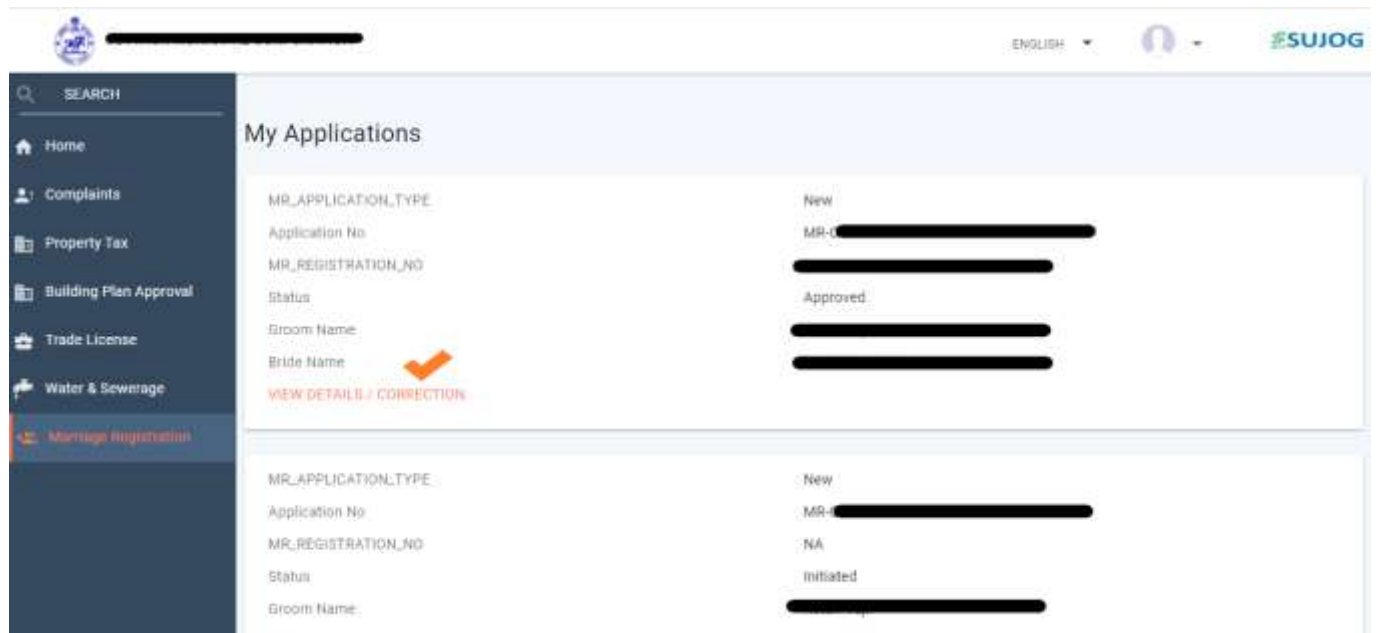 ENGLISH
SUJOG
SEARCH
Home
Complaints
Property Tax
Building Plan Approval
Trade License
Water & Sewerage
Marriage Registration
My Applications
MR_APPLICATION_TYPE New
Application No MR-
MR_REGISTRATION_NO
Status Approved
Groom Name
Bride Name
VIEW DETAILS / CORRECTION
MR_APPLICATION_TYPE New
Application No MR-
MR_REGISTRATION_NO NA
Status Initiated
Groom Name